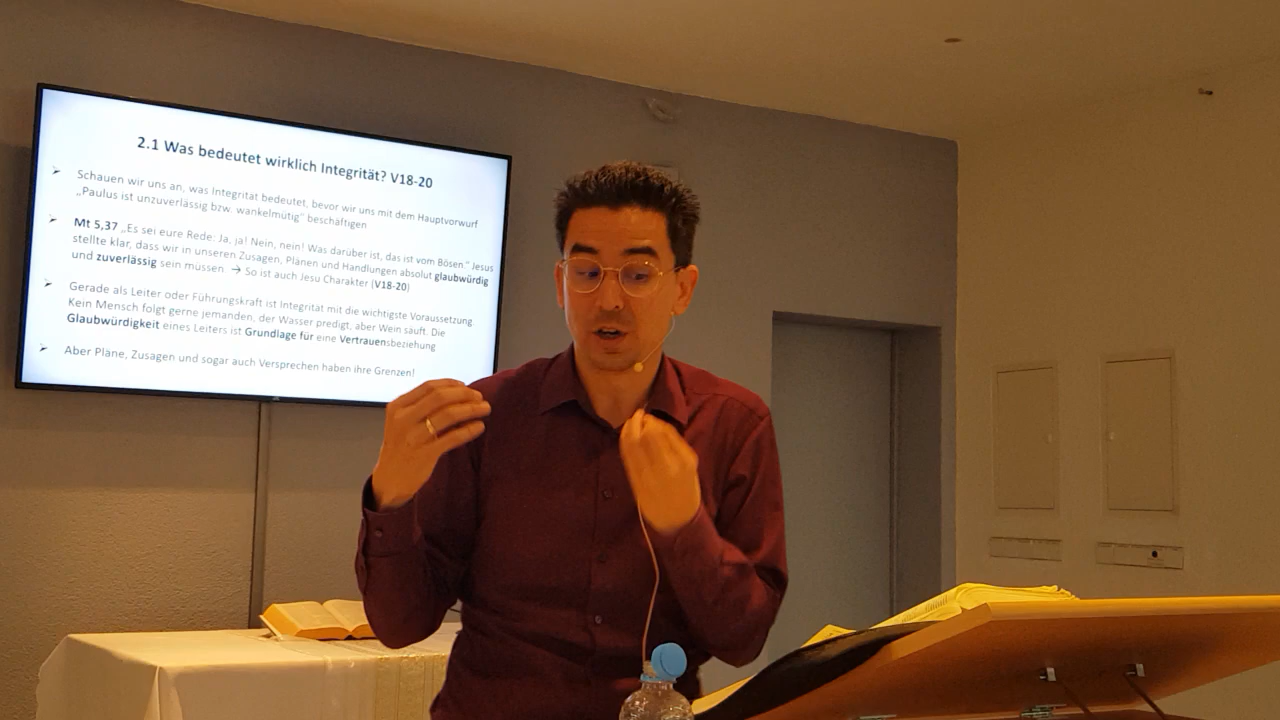 2.1 Was bedeutet wirklich Integrität? V18-20
Schauen wir uns an, was Integrität bedeutet, bevor wir uns mit dem Hauptvorwurf
„Paulus ist unzuverlässig bzw. wankelmütig" beschäftigen
Mt 5,37 „Es sei eure Rede: Ja, ja! Nein, nein! Was darüber ist, das ist vom Bösen." Jesus
stellte klar, dass wir in unseren Zusagen, Plänen und Handlungen absolut glaubwürdig
und zuverlässig sein müssen → So ist auch Jesu Charakter (V18-20)
Gerade als Leiter oder Führungskraft ist Integrität mit die wichtigste Voraussetzung
Kein Mensch folgt gerne jemanden, der Wasser predigt, aber Wein säuft. Die
Glaubwürdigkeit eines Leiters ist Grundlage für eine Vertrauensbeziehung
Aber Pläne, Zusagen und sogar auch Versprechen haben ihre Grenzen!